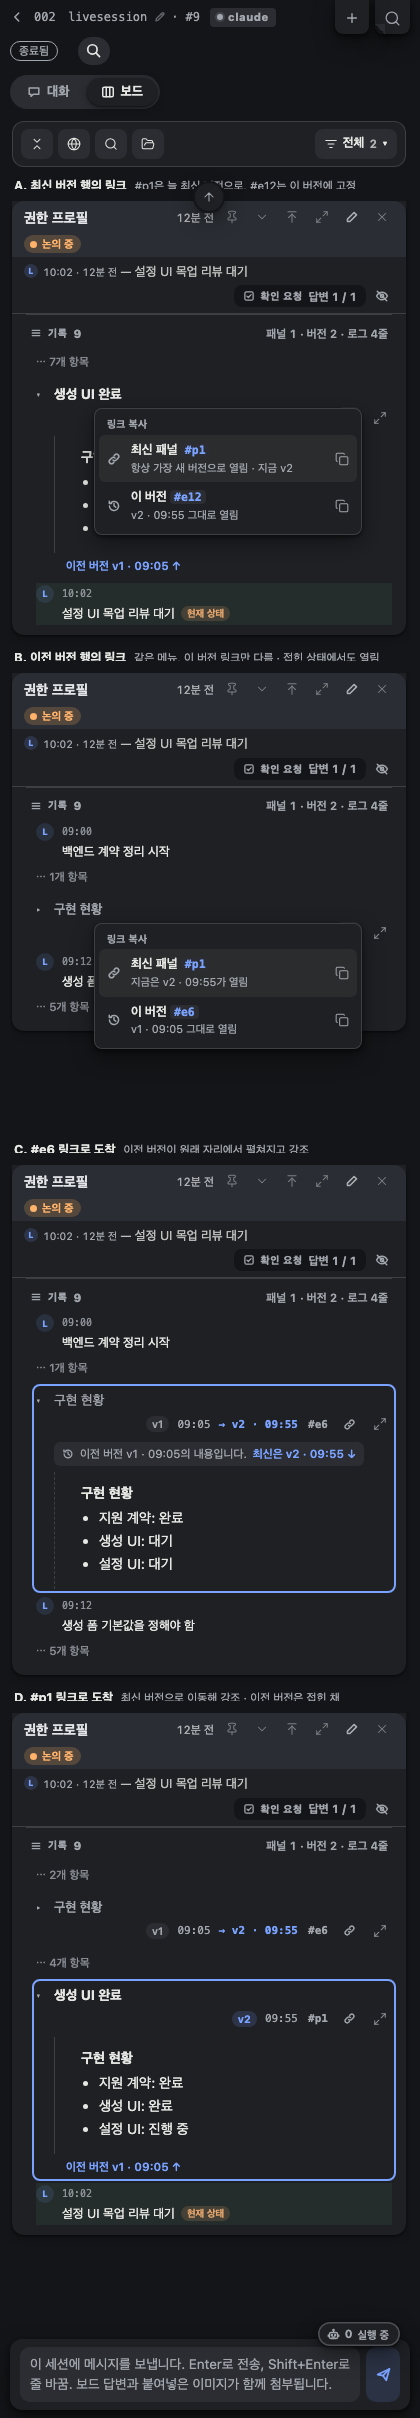 002 livesession · #9 claude
종료됨
대화 보드
전체 2
A. 최신 버전 행의 링크 #p1은 늘 최신 버전으로, #e12는 이 버전에 고정
권한 프로필 12분 전
논의 중
L 10:02 · 12분 전 — 설정 UI 목업 리뷰 대기
확인 요청 답변 1 / 1
기록 9 패널 1 · 버전 2 · 로그 4줄
··· 7개 항목
생성 UI 완료
링크 복사
최신 패널 #p1
항상 가장 새 버전으로 열림 · 지금 v2
이 버전 #e12
v2 · 09:55 그대로 열림
이전 버전 v1 · 09:05 ↑
L 10:02
설정 UI 목업 리뷰 대기 현재 상태
B. 이전 버전 행의 링크 같은 메뉴, 이 버전 링크만 다름 · 접힌 상태에서도 열림
권한 프로필 12분 전
논의 중
L 10:02 · 12분 전 — 설정 UI 목업 리뷰 대기
확인 요청 답변 1 / 1
기록 9 패널 1 · 버전 2 · 로그 4줄
L 09:00
백엔드 계약 정리 시작
··· 1개 항목
구현 현황
링크 복사
최신 패널 #p1
지금은 v2 · 09:55가 열림
이 버전 #e6
v1 · 09:05 그대로 열림
L 09:12
생성 폼
··· 5개 항목
C. #e6 링크로 도착 이전 버전이 원래 자리에서 펼쳐지고 강조
권한 프로필 12분 전
논의 중
L 10:02 · 12분 전 — 설정 UI 목업 리뷰 대기
확인 요청 답변 1 / 1
기록 9 패널 1 · 버전 2 · 로그 4줄
L 09:00
백엔드 계약 정리 시작
··· 1개 항목
구현 현황
v1 09:05 → v2 · 09:55 #e6
이전 버전 v1 · 09:05의 내용입니다. 최신은 v2 · 09:55 ↓
구현 현황
• 지원 계약: 완료
• 생성 UI: 대기
• 설정 UI: 대기
L 09:12
생성 폼 기본값을 정해야 함
··· 5개 항목
D. #p1 링크로 도착 최신 버전으로 이동해 강조 · 이전 버전은 접힌 채
권한 프로필 12분 전
논의 중
L 10:02 · 12분 전 — 설정 UI 목업 리뷰 대기
확인 요청 답변 1 / 1
기록 9 패널 1 · 버전 2 · 로그 4줄
··· 2개 항목
구현 현황
v1 09:05 → v2 · 09:55 #e6
··· 4개 항목
생성 UI 완료
v2 09:55 #p1
구현 현황
• 지원 계약: 완료
• 생성 UI: 완료
• 설정 UI: 진행 중
이전 버전 v1 · 09:05 ↑
L 10:02
설정 UI 목업 리뷰 대기 현재 상태
0 실행 중
이 세션에 메시지를 보냅니다. Enter로 전송, Shift+Enter로
줄 바꿈. 보드 답변과 붙여넣은 이미지가 함께 첨부됩니다.